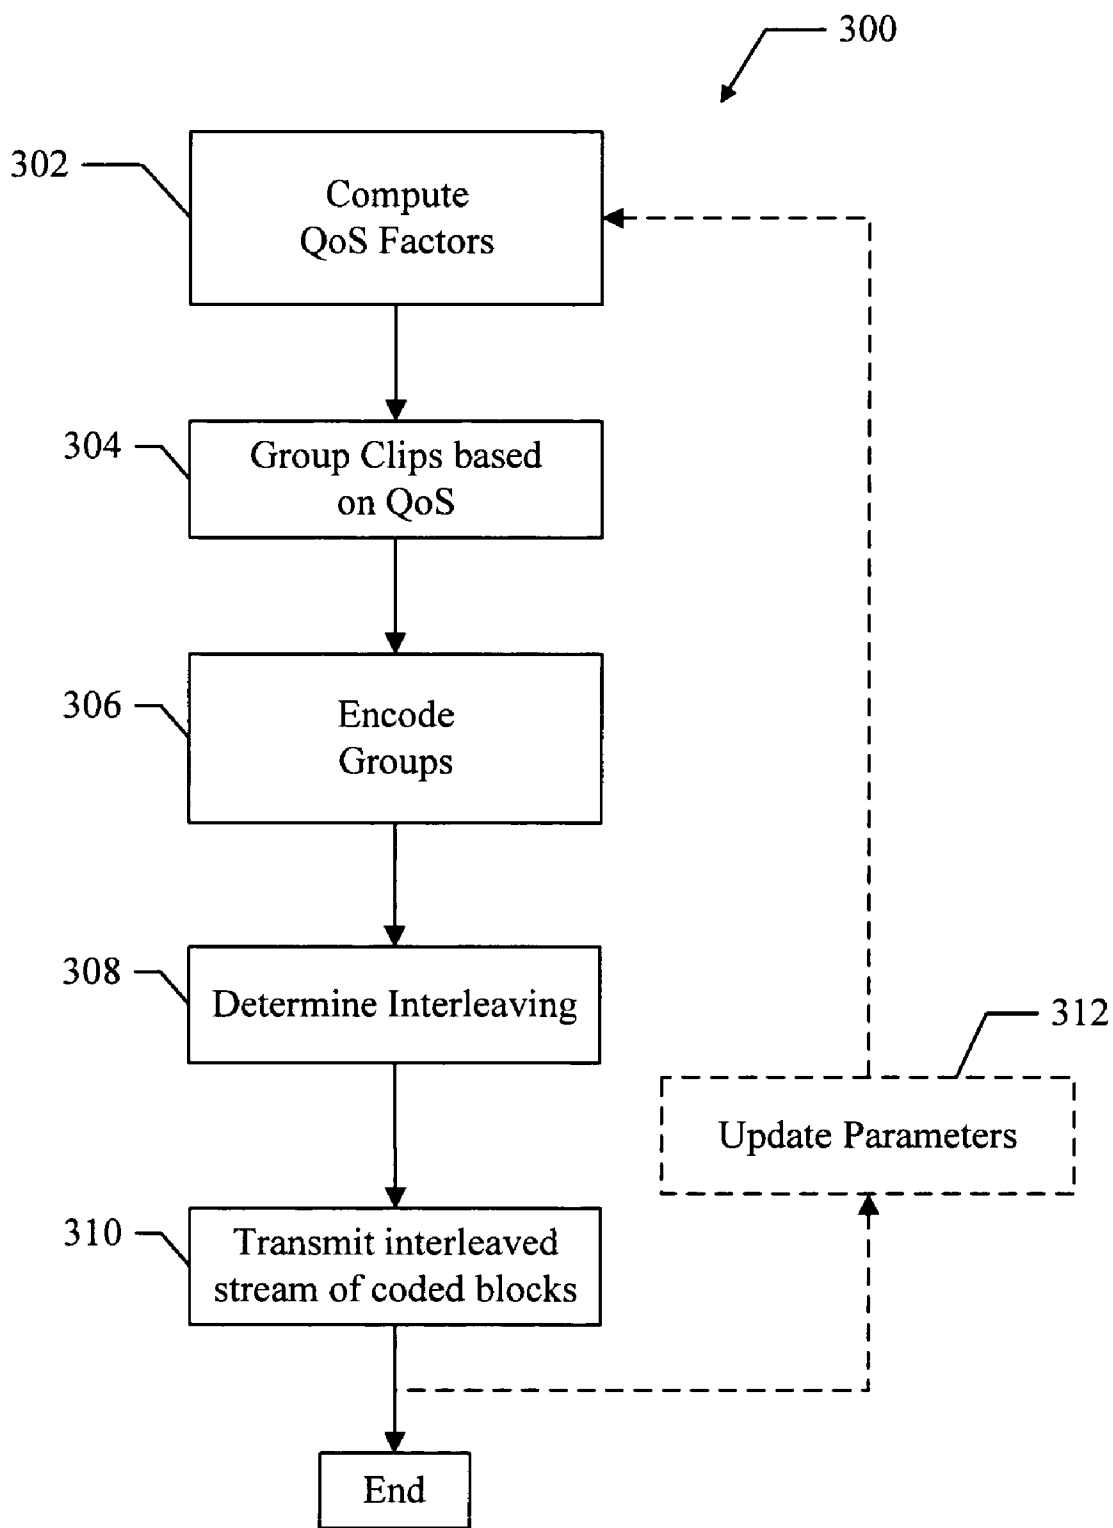 300
302
Compute
QoS Factors
304
Group Clips based
on QoS
306
Encode
Groups
308
Determine Interleaving
312
Update Parameters
310
Transmit interleaved
stream of coded blocks
End